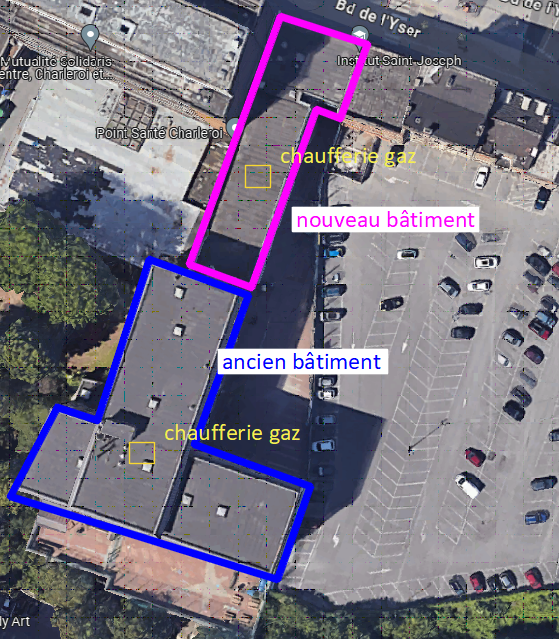 Bd de l'Yser
Mutualité Solidaris
entre, Charleroi et...
Institut Saint-Joseph
Point Santé Charleroi
chaufferie gaz
nouveau bâtiment
ancien bâtiment
chaufferie gaz
ly Art